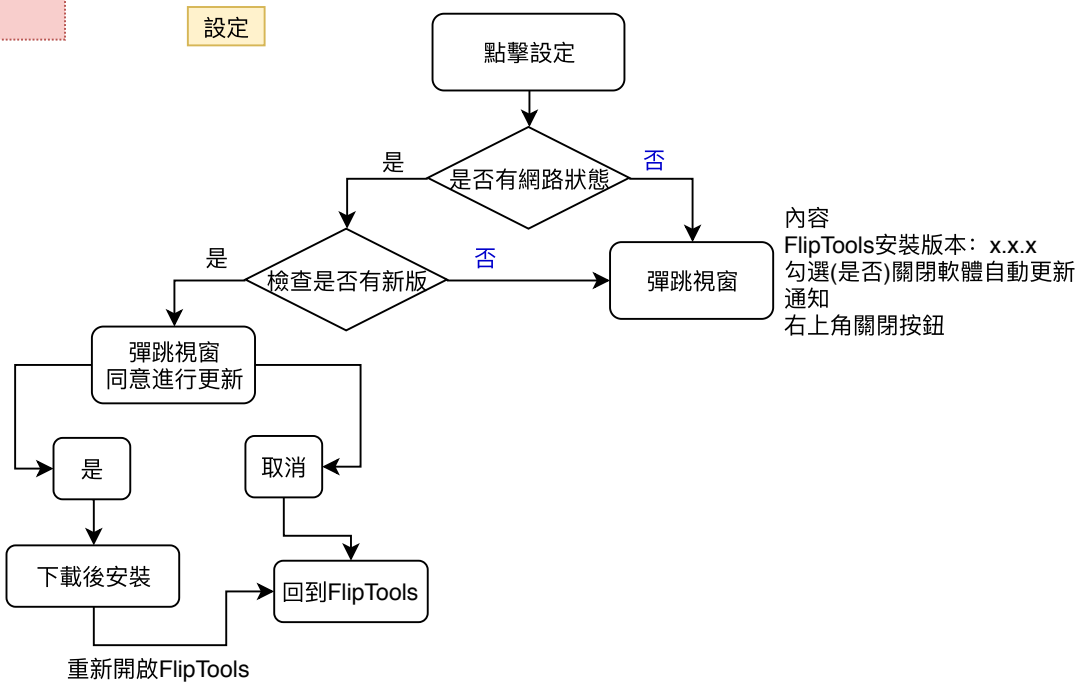 設定
點擊設定
是
是否有網路狀態
否
是
檢查是否有新版
否
彈跳視窗
內容
FlipTools安裝版本：x.x.x
勾選(是否)關閉軟體自動更新
通知
右上角關閉按鈕
彈跳視窗
同意進行更新
是
取消
下載後安裝
回到FlipTools
重新開啟FlipTools